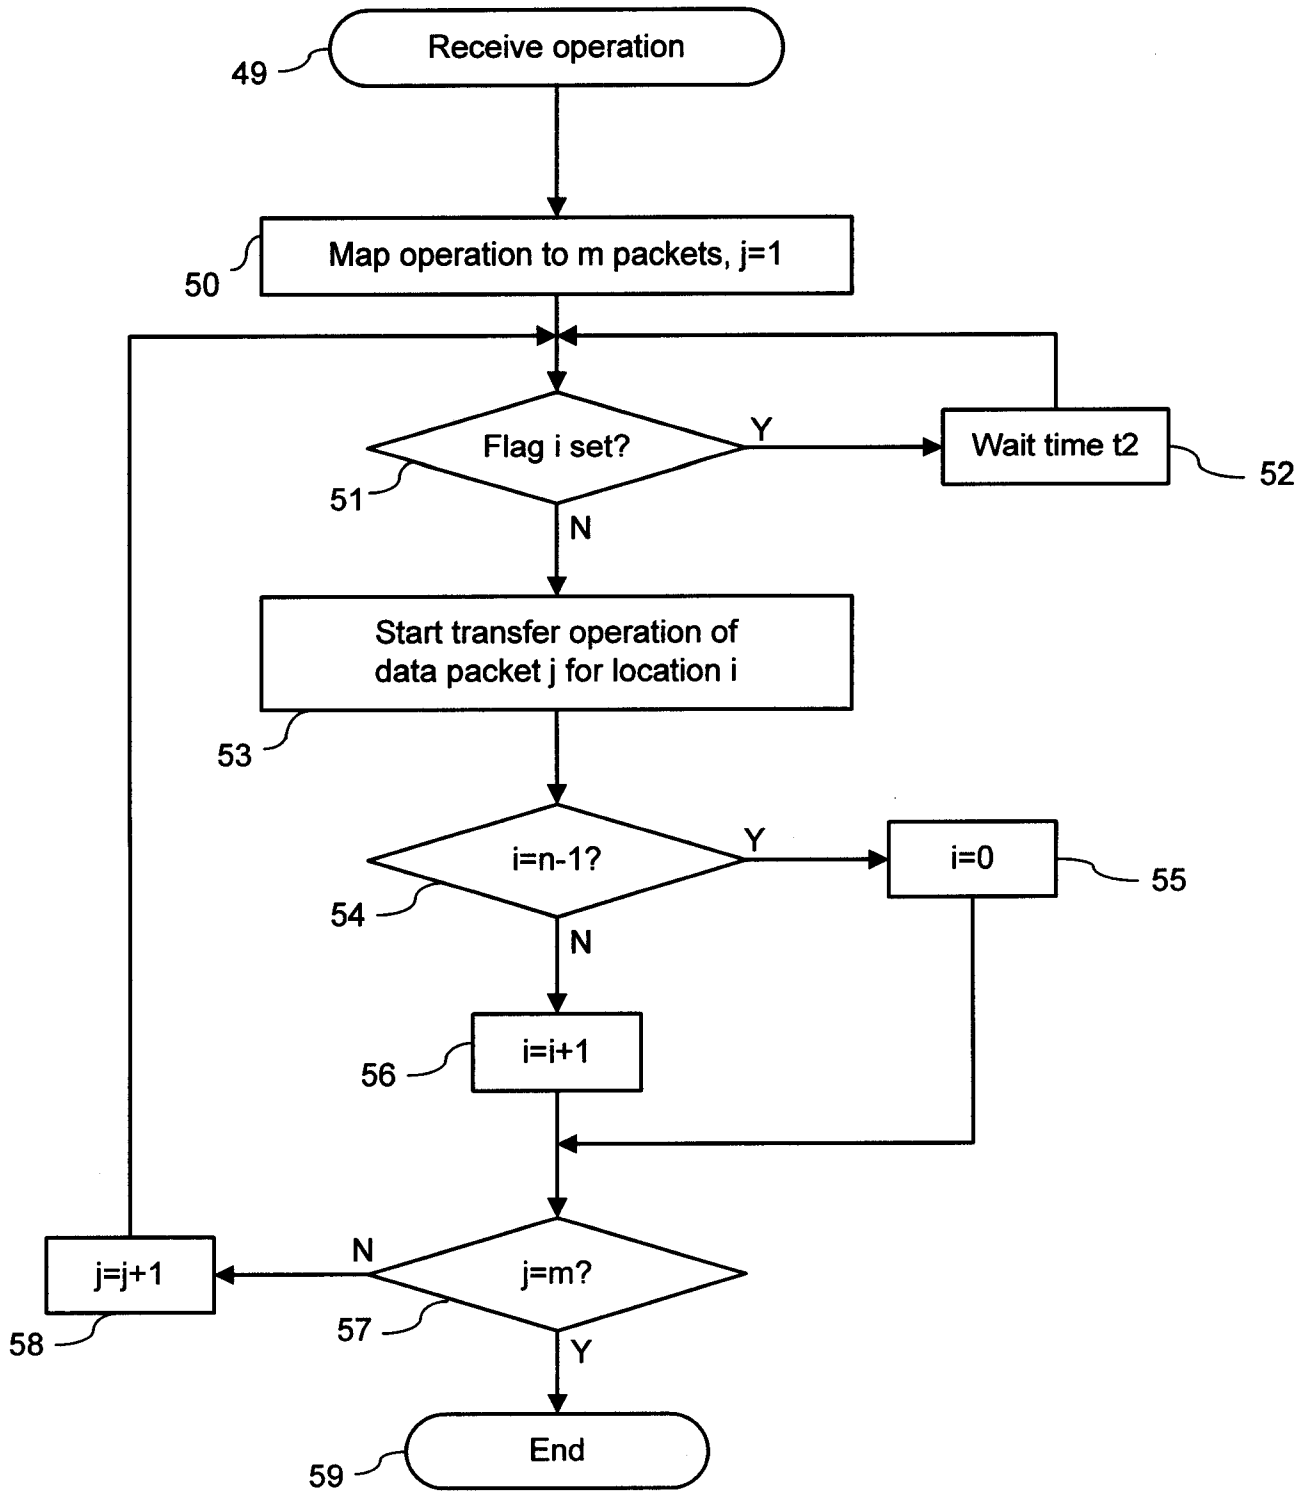 Receive operation
49
Map operation to m packets, j=1
50
Flag i set?
Y
Wait time t2
51
52
N
Start transfer operation of
data packet j for location i
53
i=n-1?
Y
i=0
54
55
N
i=i+1
56
N
j=m?
j=j+1
57
58
Y
End
59